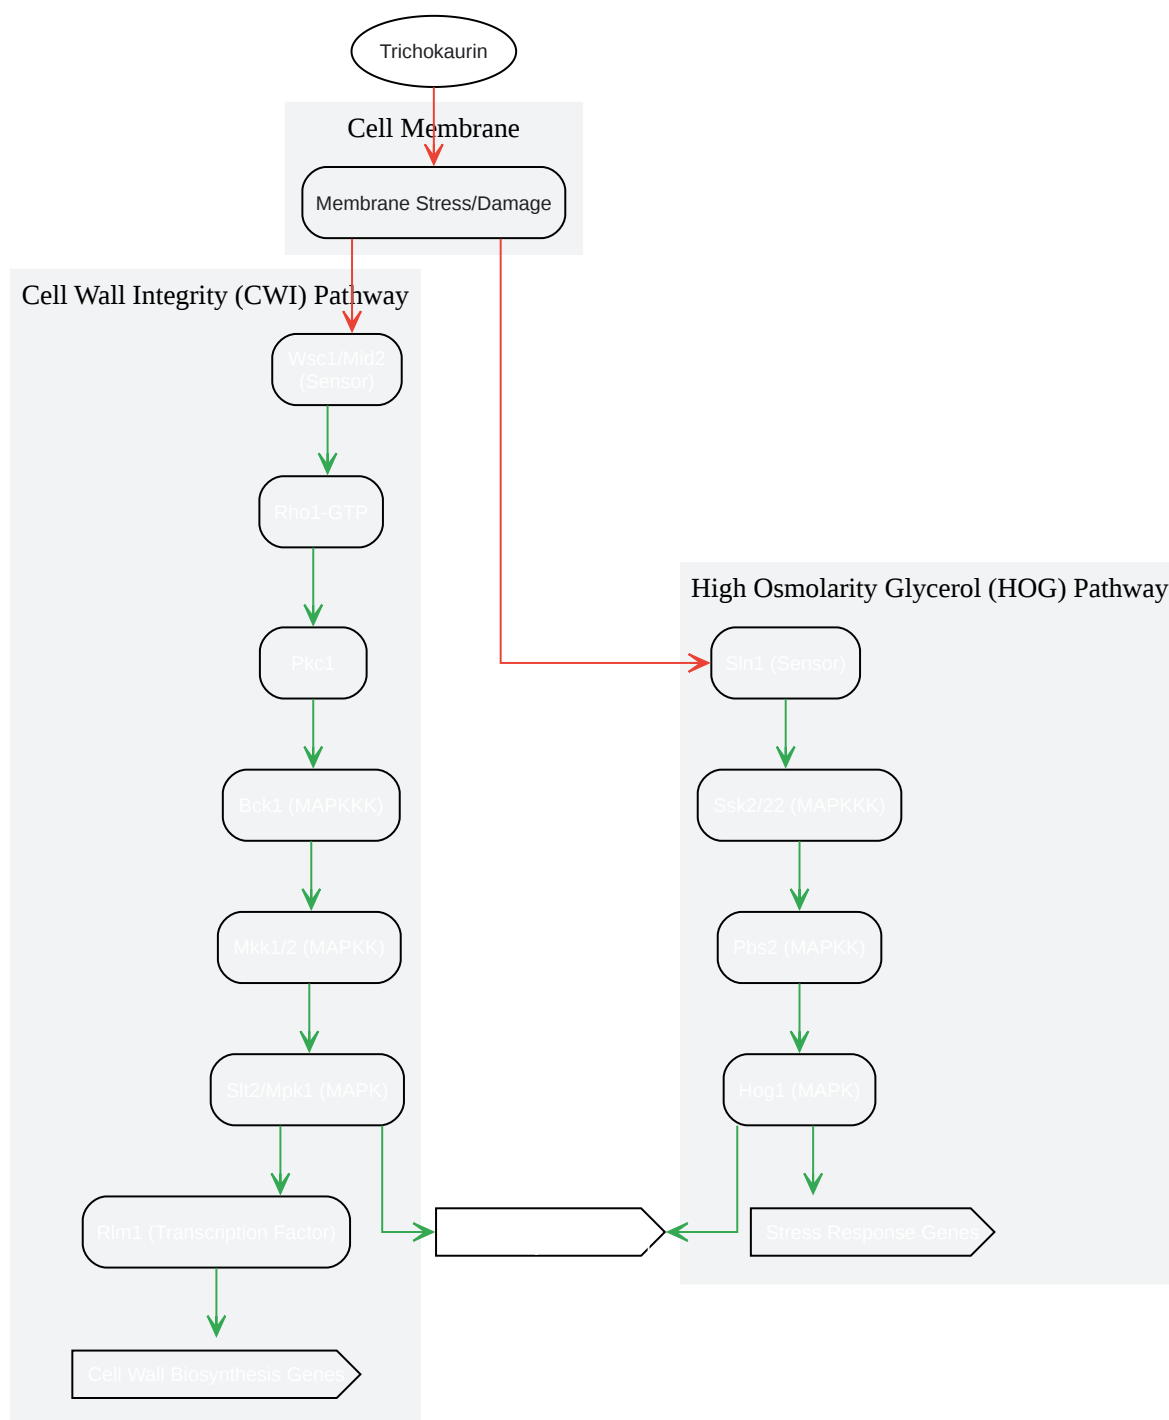 Trichokaurin
Cell Membrane
Membrane Stress/Damage
Cell Wall Integrity (CWI) Pathway
Wsc1/Mid2
(Sensor)
Rho1-GTP
High Osmolarity Glycerol (HOG) Pathway
Pkc1
Sln1 (Sensor)
Bck1 (MAPKKK)
Ssk2/22 (MAPKKK)
Mkk1/2 (MAPKK)
Pbs2 (MAPKK)
Slt2/Mpk1 (MAPK)
Hog1 (MAPK)
Rlm1 (Transcription Factor)
Stress Response Genes
Cell Wall Biosynthesis Genes